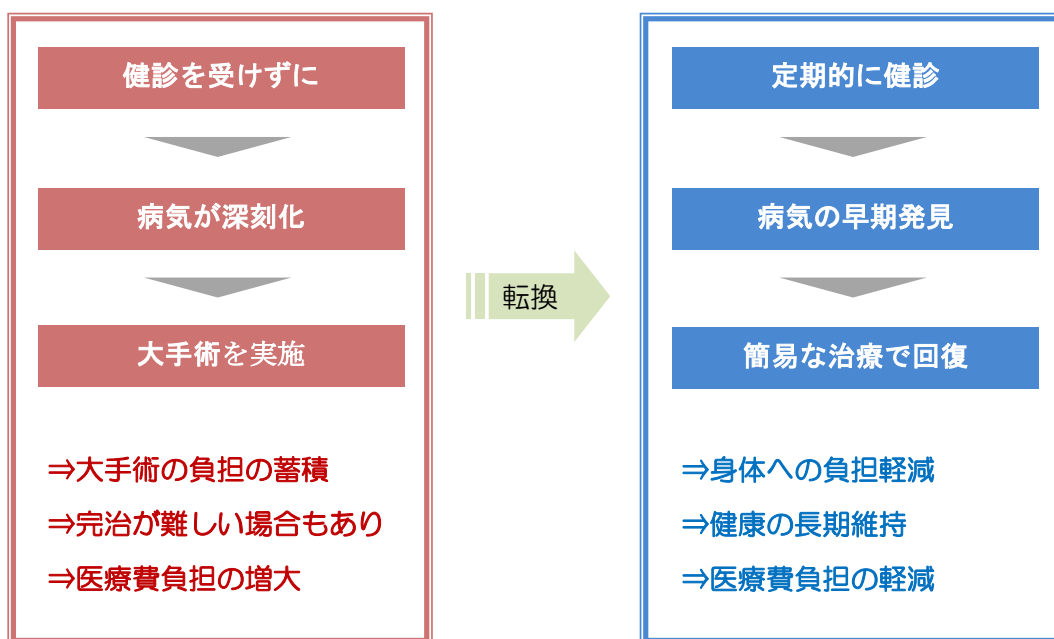 健診を受けずに
病気が深刻化
大手術を実施
⇒大手術の負担の蓄積
⇒完治が難しい場合もあり
⇒医療費負担の増大
転換
定期的に健診
病気の早期発見
簡易な治療で回復
⇒身体への負担軽減
⇒健康の長期維持
⇒医療費負担の軽減